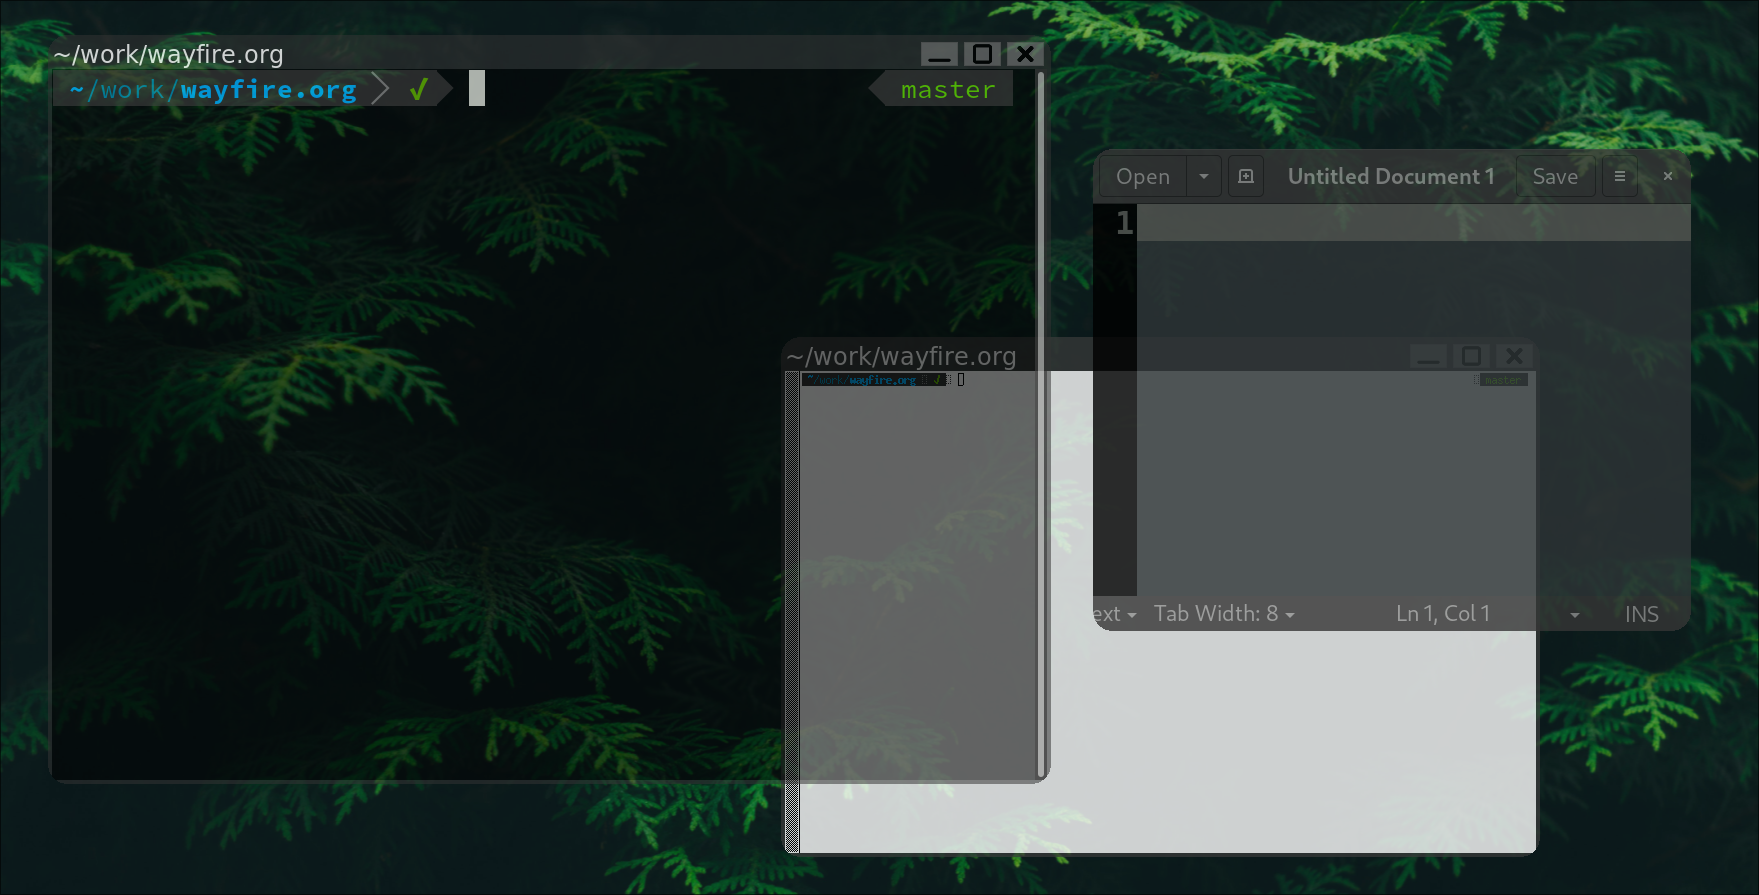 ~/work/wayfire.org
~/work/wayfire.org ✓ master
Open Untitled Document 1 Save
1
~/work/wayfire.org
~/work/wayfire.org ✓ master
ext Tab Width: 8 Ln 1, Col 1 INS